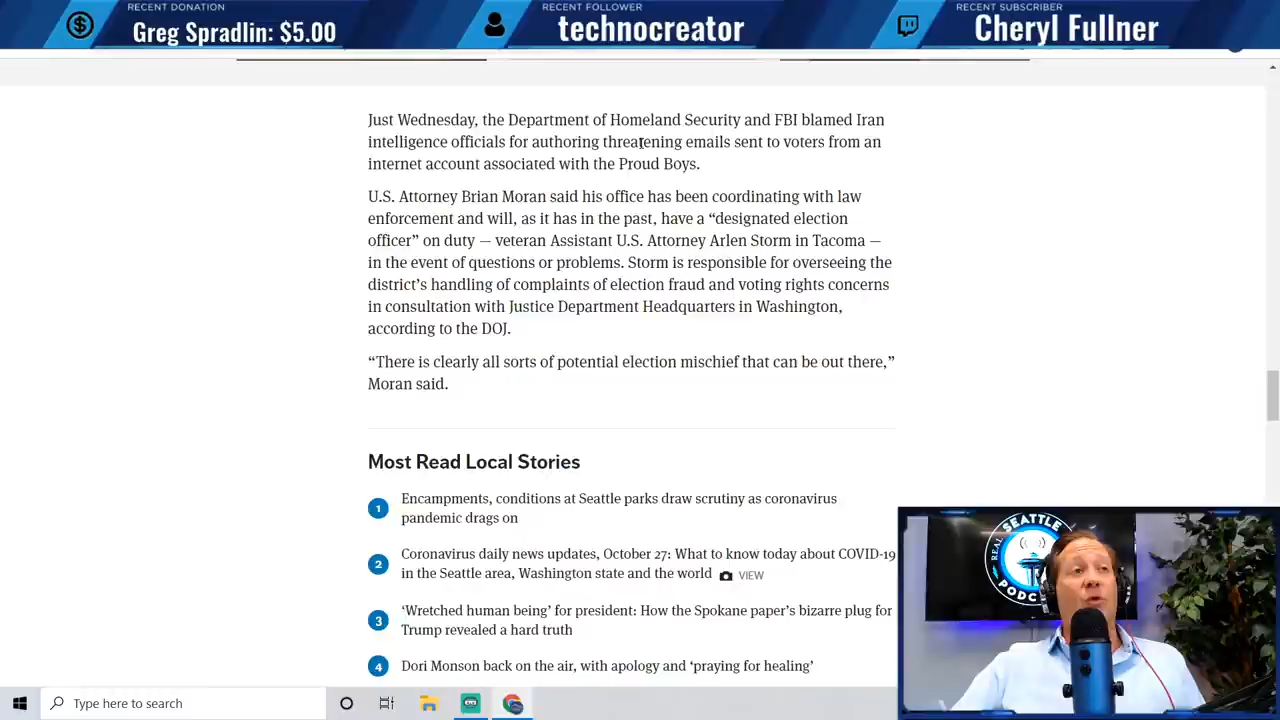 RECENT DONATION
Greg Spradlin: $5.00
RECENT FOLLOWER
technocreator
RECENT SUBSCRIBER
Cheryl Fullner
Just Wednesday, the Department of Homeland Security and FBI blamed Iran
intelligence officials for authoring threatening emails sent to voters from an
internet account associated with the Proud Boys.
U.S. Attorney Brian Moran said his office has been coordinating with law
enforcement and will, as it has in the past, have a “designated election
officer” on duty — veteran Assistant U.S. Attorney Arlen Storm in Tacoma —
in the event of questions or problems. Storm is responsible for overseeing the
district’s handling of complaints of election fraud and voting rights concerns
in consultation with Justice Department Headquarters in Washington,
according to the DOJ.
“There is clearly all sorts of potential election mischief that can be out there,”
Moran said.
Most Read Local Stories
1 Encampments, conditions at Seattle parks draw scrutiny as coronavirus
pandemic drags on
2 Coronavirus daily news updates, October 27: What to know today about COVID-19
in the Seattle area, Washington state and the world VIEW
3 ‘Wretched human being’ for president: How the Spokane paper’s bizarre plug for
Trump revealed a hard truth
4 Dori Monson back on the air, with apology and ‘praying for healing’
REAL
SEATTLE
Type here to search